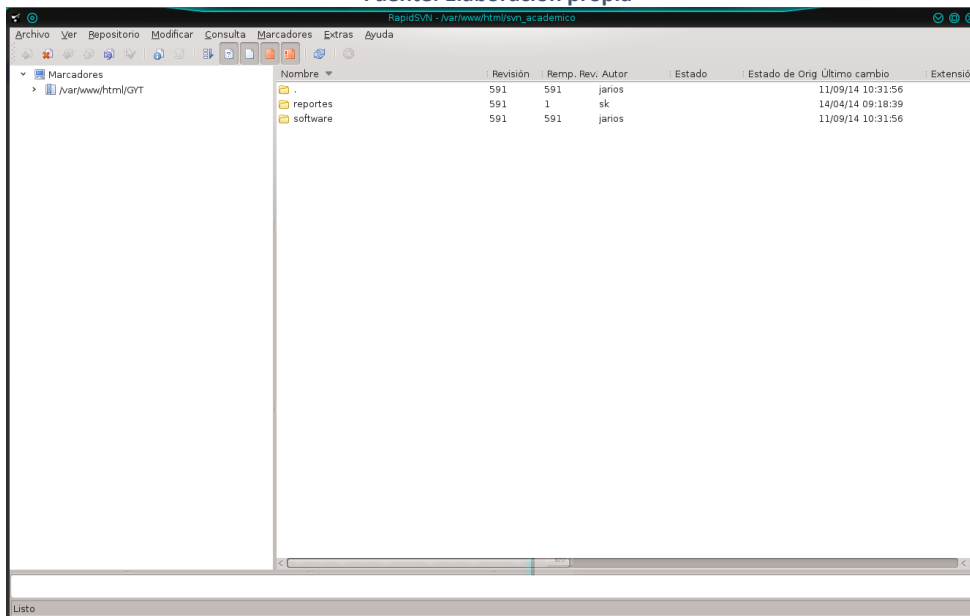 Fuente: Elaboración propia
RapidSVN - /var/www/html/svn_academico
Archivo Ver Repositorio Modificar Consulta Marcadores Extras Ayuda
Marcadores
/var/www/html/GYT
Nombre Revisión Remp. Rev. Autor Estado Estado de Orig Último cambio Extensió
. 591 591 jarios 11/09/14 10:31:56
reportes 591 1 sk 14/04/14 09:18:39
software 591 591 jarios 11/09/14 10:31:56
Listo